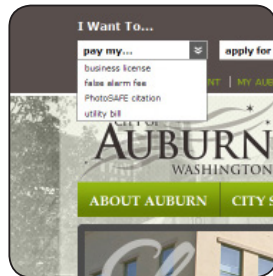 I Want To...
pay my... apply for
business license
false alarm fee
PhotoSAFE citation
utility bill
NT | MY AUB
CITY OF
AUBURN
WASHINGTON
ABOUT AUBURN CITY S